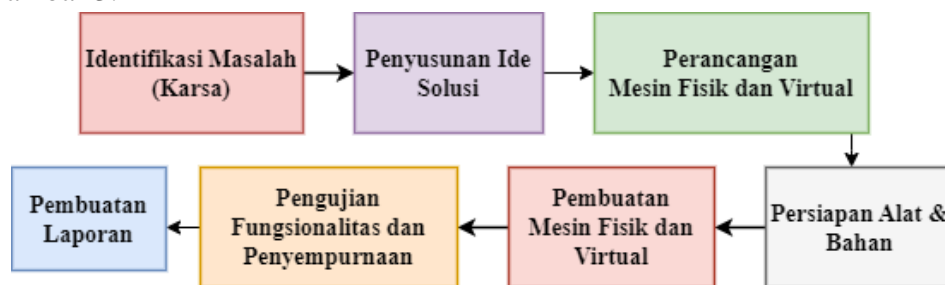 Identifikasi Masalah
(Karsa)
Penyusunan Ide
Solusi
Perancangan
Mesin Fisik dan Virtual
Persiapan Alat &
Bahan
Pembuatan
Mesin Fisik dan
Virtual
Pengujian
Fungsionalitas dan
Penyempurnaan
Pembuatan
Laporan